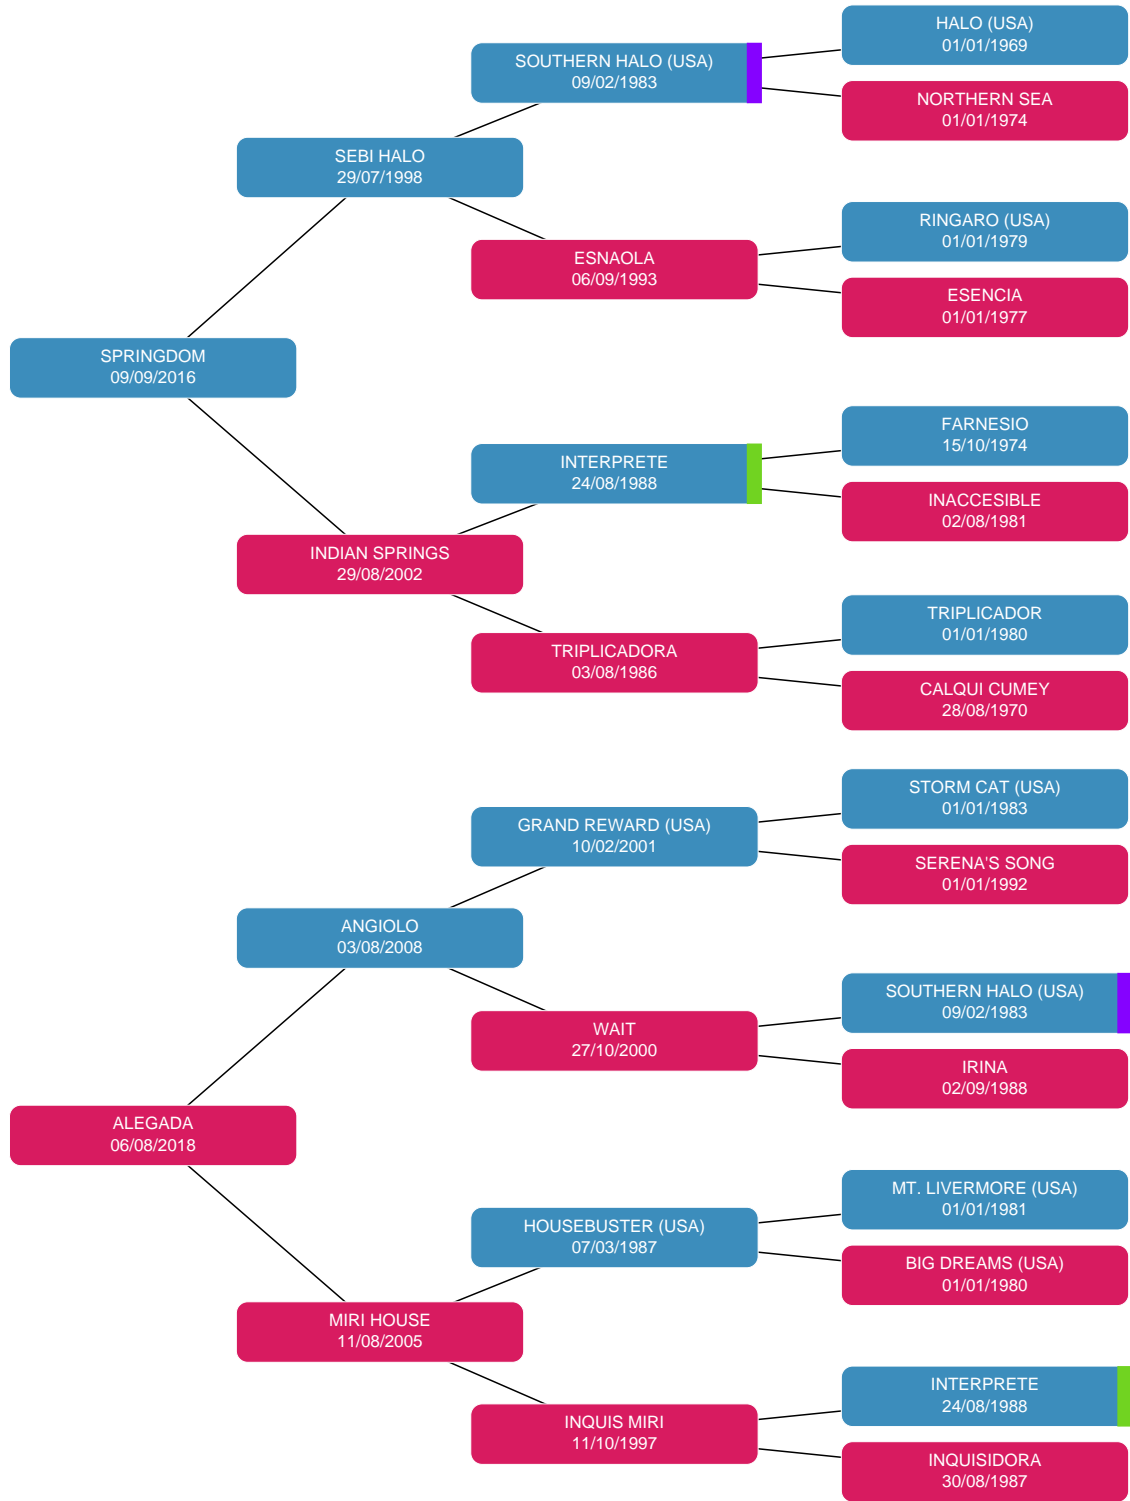 HALO (USA)
01/01/1969
SOUTHERN HALO (USA)
09/02/1983
NORTHERN SEA
01/01/1974
SEBI HALO
29/07/1998
RINGARO (USA)
01/01/1979
ESNAOLA
06/09/1993
ESENCIA
01/01/1977
SPRINGDOM
09/09/2016
FARNESIO
15/10/1974
INTERPRETE
24/08/1988
INACCESIBLE
02/08/1981
INDIAN SPRINGS
29/08/2002
TRIPLICADOR
01/01/1980
TRIPLICADORA
03/08/1986
CALQUI CUMEY
28/08/1970
STORM CAT (USA)
01/01/1983
GRAND REWARD (USA)
10/02/2001
SERENA'S SONG
01/01/1992
ANGIOLO
03/08/2008
SOUTHERN HALO (USA)
09/02/1983
WAIT
27/10/2000
IRINA
02/09/1988
ALEGADA
06/08/2018
MT. LIVERMORE (USA)
01/01/1981
HOUSEBUSTER (USA)
07/03/1987
BIG DREAMS (USA)
01/01/1980
MIRI HOUSE
11/08/2005
INTERPRETE
24/08/1988
INQUIS MIRI
11/10/1997
INQUISIDORA
30/08/1987